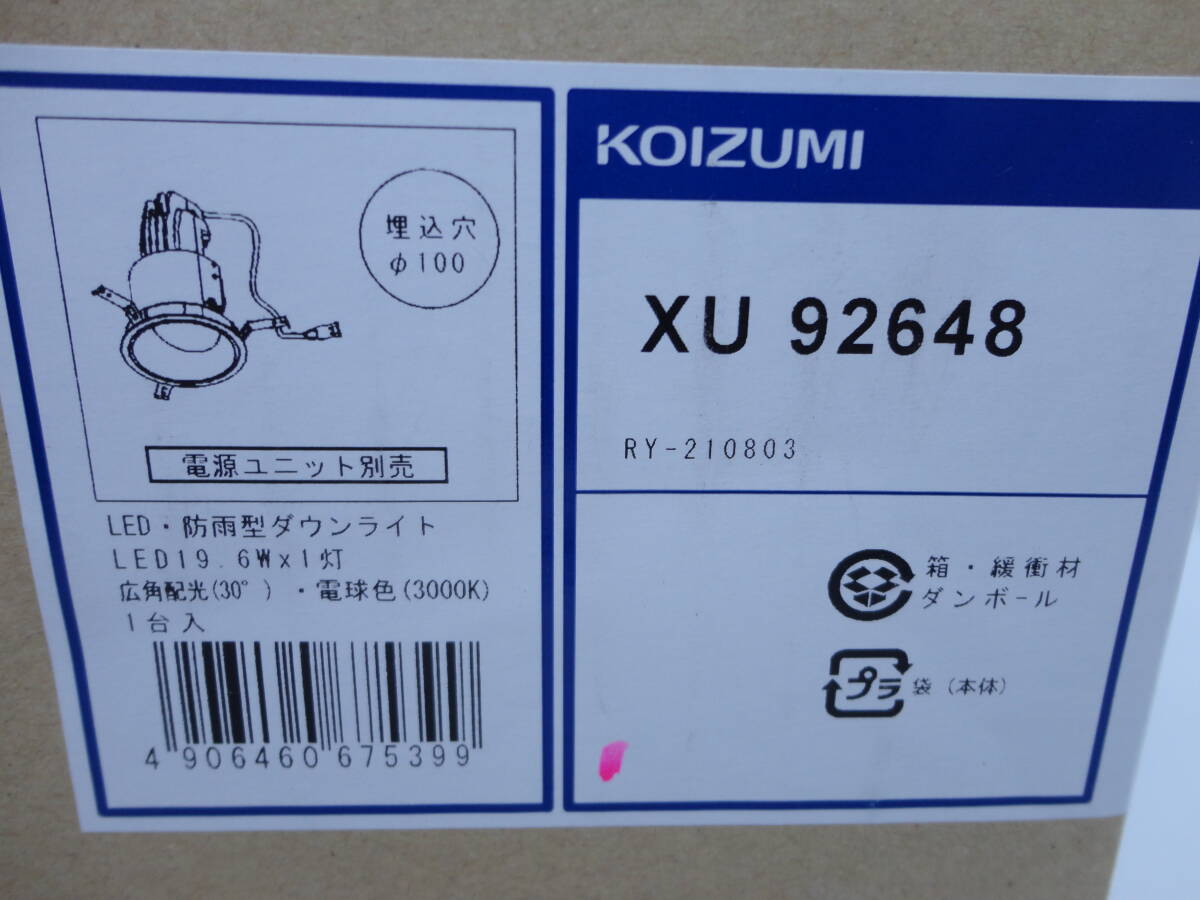 埋込穴
φ100
電源ユニット別売
LED・防雨型ダウンライト
LED19.6W×1灯
広角配光(30°)・電球色(3000K)
1台入
4 906460 675399
KOIZUMI
XU 92648
RY-210803
箱・緩衝材
ダンボール
プラ 袋(本体)